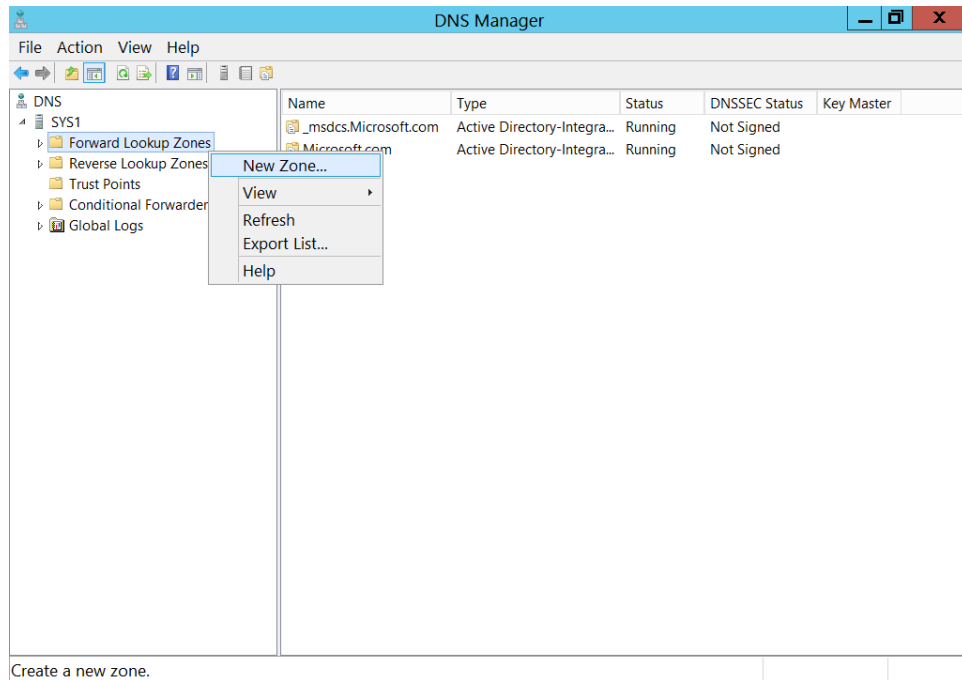 DNS Manager
File Action View Help
DNS
SYS1
Forward Lookup Zones
Reverse Lookup Zones
Trust Points
Conditional Forwarder
Global Logs
New Zone...
View
Refresh
Export List...
Help
Name Type Status DNSSEC Status Key Master
_msdcs.Microsoft.com Active Directory-Integra... Running Not Signed
Microsoft.com Active Directory-Integra... Running Not Signed
Create a new zone.